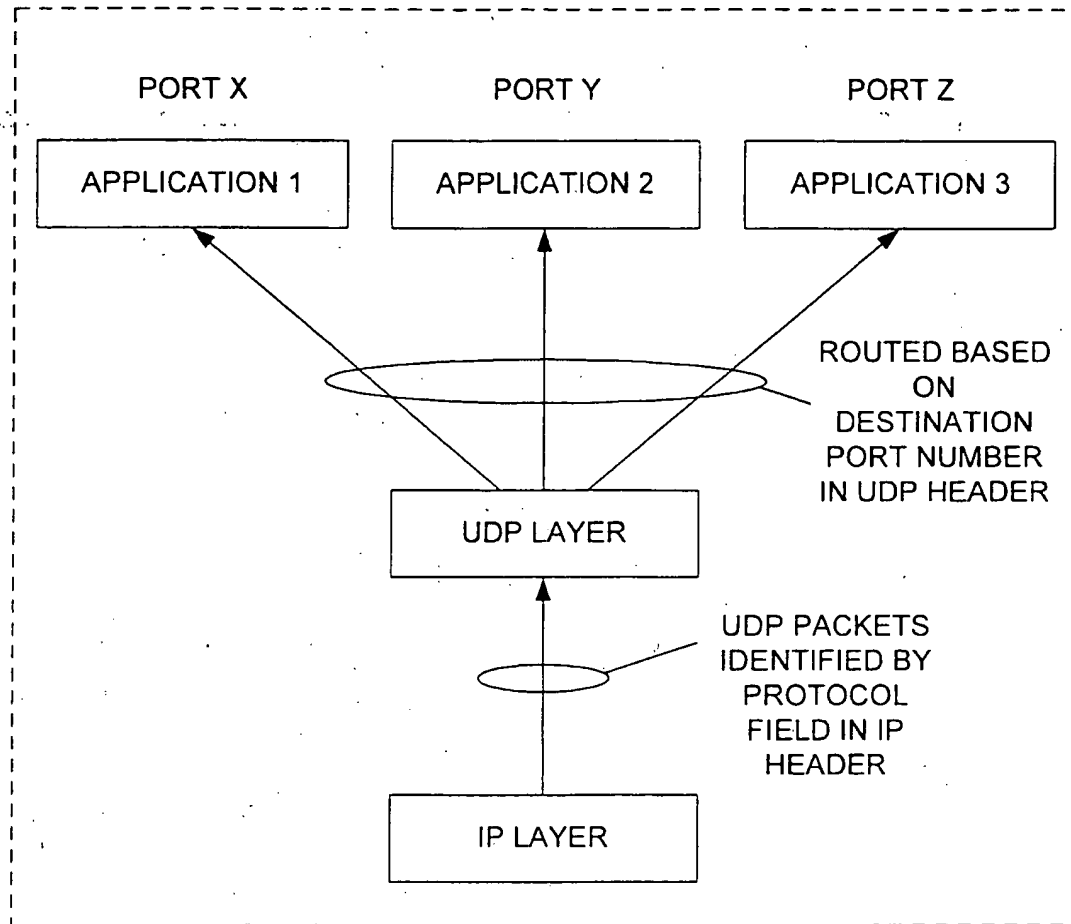 PORT X
PORT Y
PORT Z
APPLICATION 1
APPLICATION 2
APPLICATION 3
ROUTED BASED
ON
DESTINATION
PORT NUMBER
IN UDP HEADER
UDP LAYER
UDP PACKETS
IDENTIFIED BY
PROTOCOL
FIELD IN IP
HEADER
IP LAYER